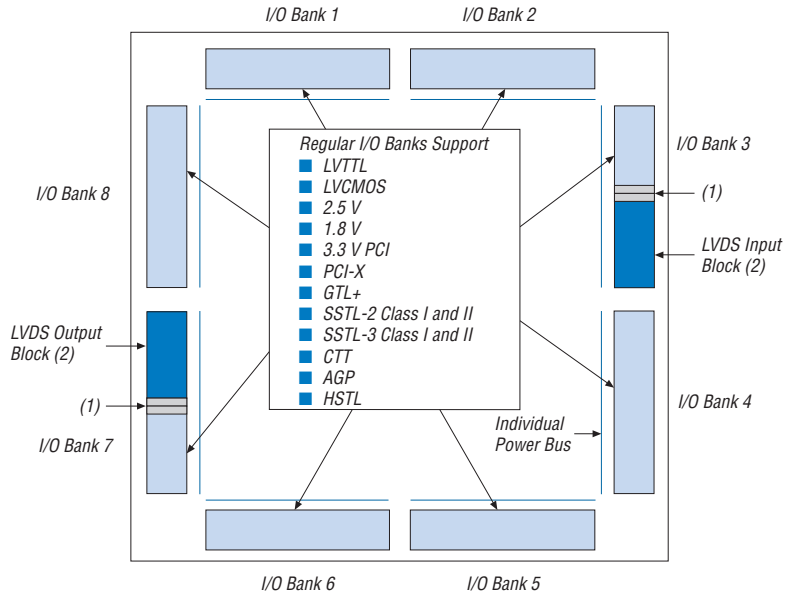 I/O Bank 1
I/O Bank 2
Regular I/O Banks Support
LVTTL
LVCMOS
2.5 V
1.8 V
3.3 V PCI
PCI-X
GTL+
SSTL-2 Class I and II
SSTL-3 Class I and II
CTT
AGP
HSTL
I/O Bank 3
(1)
LVDS Input
Block (2)
I/O Bank 4
Individual
Power Bus
I/O Bank 8
LVDS Output
Block (2)
(1)
I/O Bank 7
I/O Bank 6
I/O Bank 5